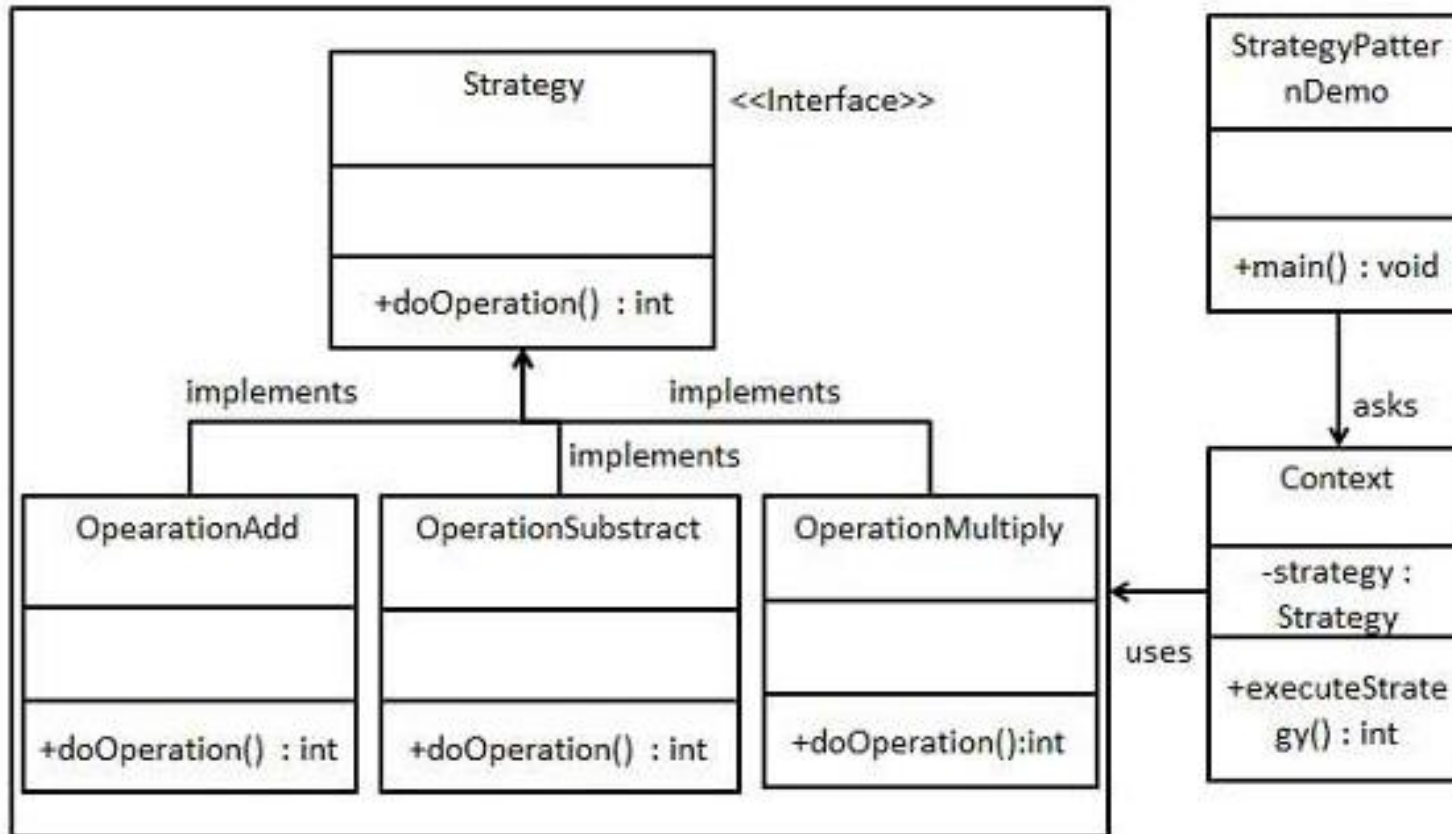 Strategy
<<Interface>>
+doOperation() : int
implements
implements
implements
OpearationAdd
+doOperation() : int
OperationSubstract
+doOperation() : int
OperationMultiply
+doOperation():int
StrategyPatter
nDemo
+main() : void
asks
Context
-strategy :
Strategy
+executeStrate
gy() : int
uses